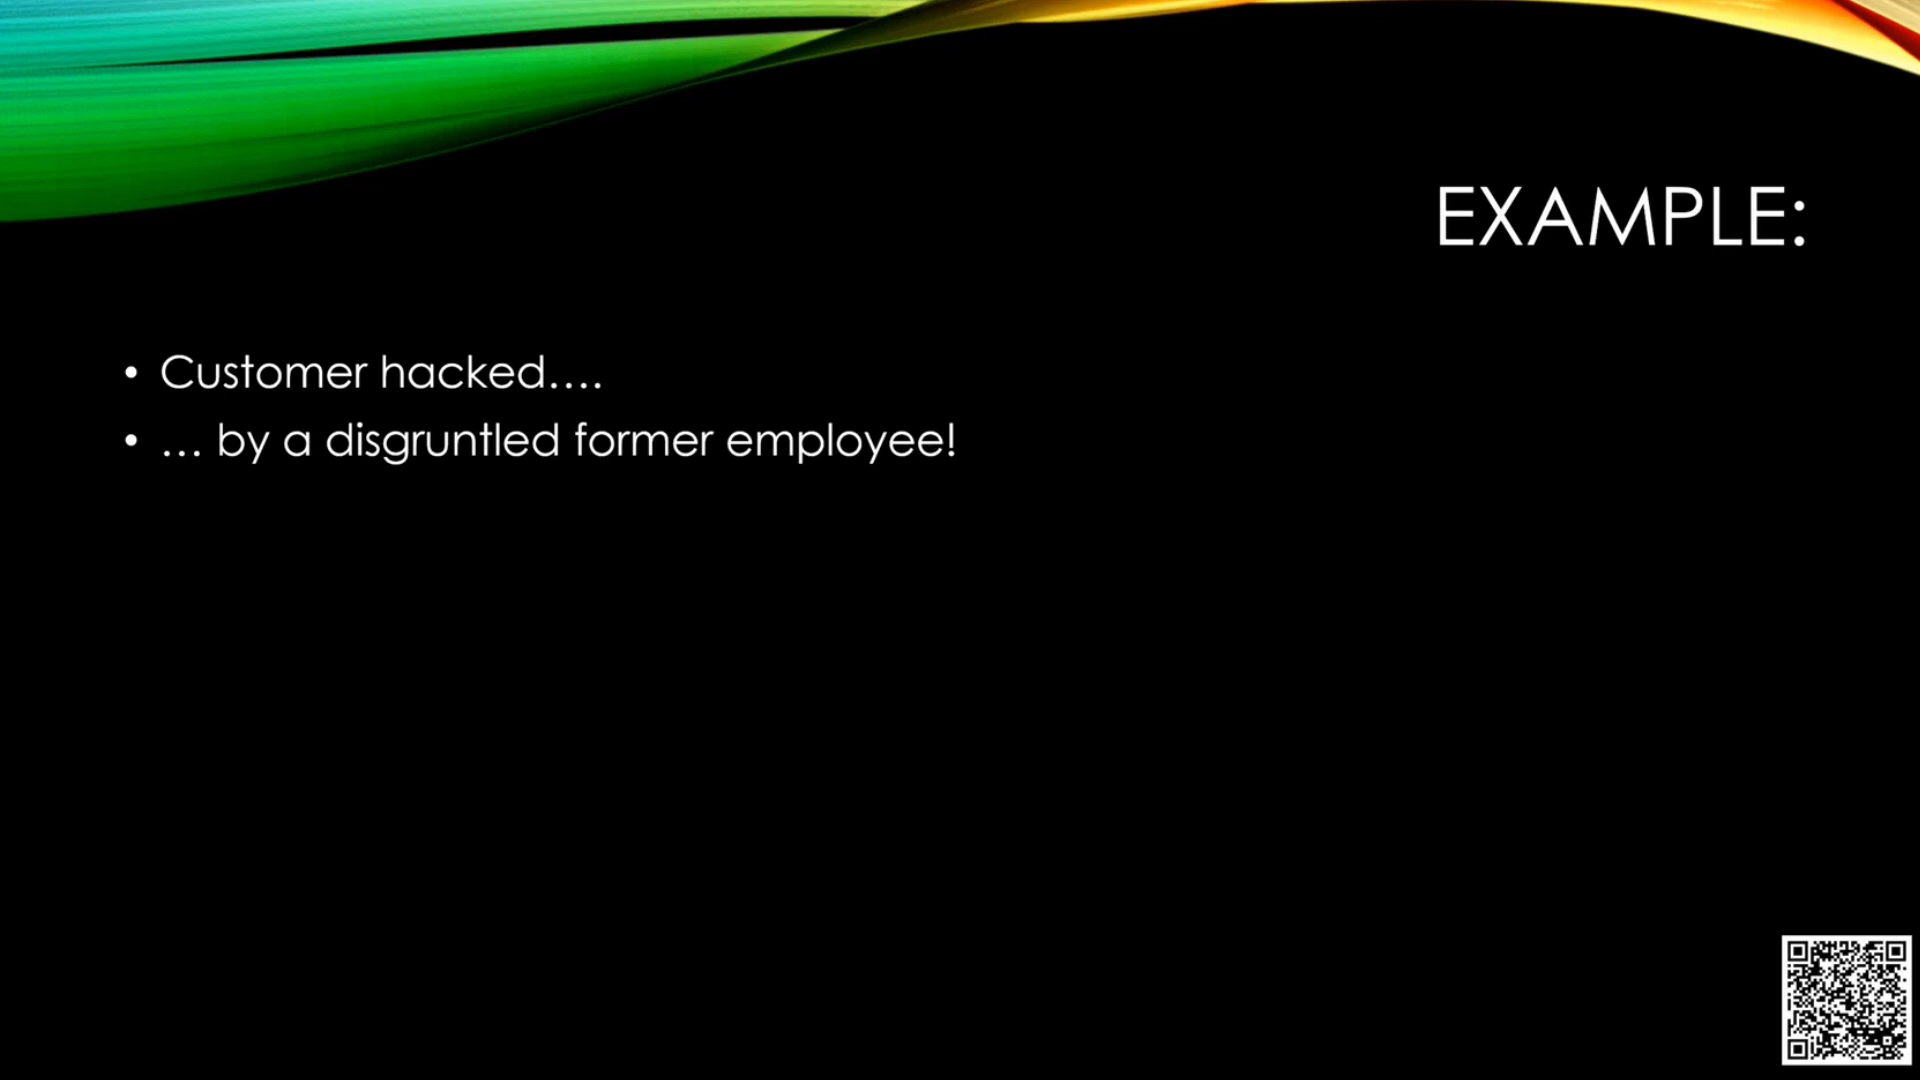 EXAMPLE:
• Customer hacked....
• ... by a disgruntled former employee!